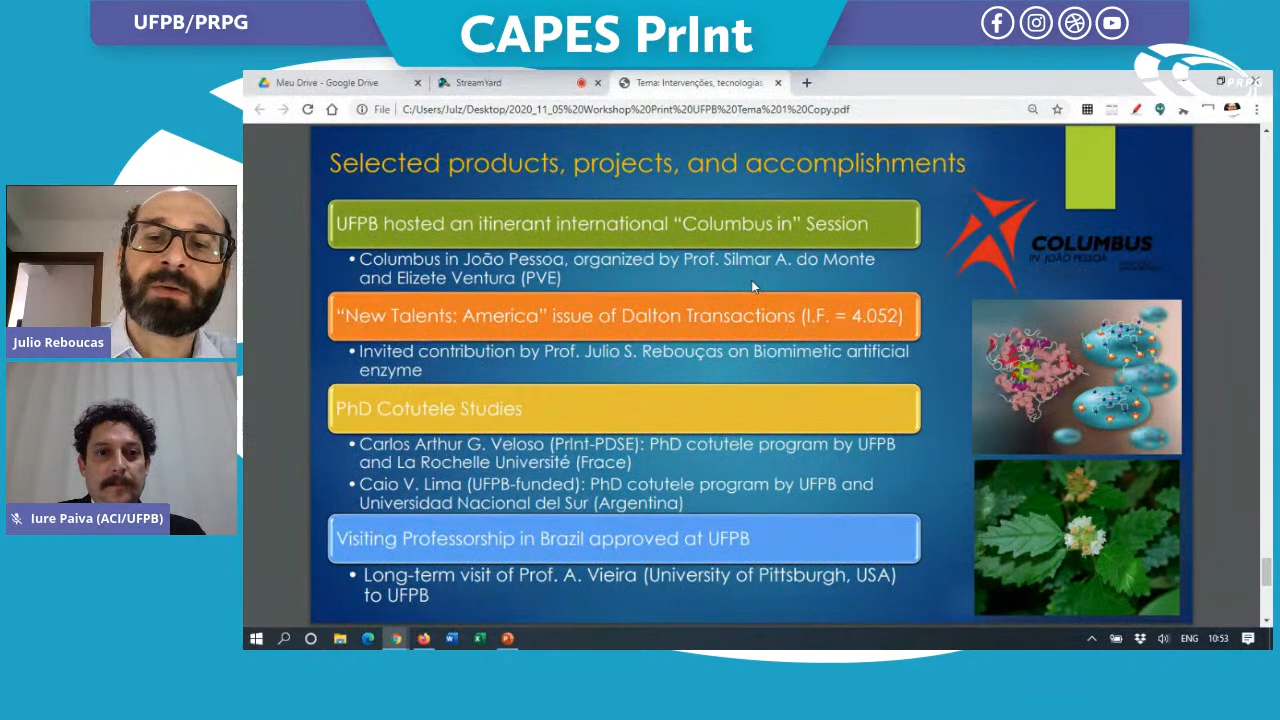 UFPB/PRPG
CAPES PrInt
Meu Drive - Google Drive
StreamYard
Tema: Intervenções, tecnologias
File
C:/Users/Julz/Desktop/2020_11_05%20Workshop%20Print%20UFPB%20Tema%201%20Copy.pdf
Selected products, projects, and accomplishments
UFPB hosted an itinerant international “Columbus in” Session
• Columbus in João Pessoa, organized by Prof. Silmar A. do Monte
and Elizete Ventura (PVE)
“New Talents: America” issue of Dalton Transactions (I.F. = 4.052)
• Invited contribution by Prof. Julio S. Rebouças on Biomimetic artificial
enzyme
PhD Cotutele Studies
• Carlos Arthur G. Veloso (PrInt-PDSE): PhD cotutele program by UFPB
and La Rochelle Université (Frace)
• Caio V. Lima (UFPB-funded): PhD cotutele program by UFPB and
Universidad Nacional del Sur (Argentina)
Visiting Professorship in Brazil approved at UFPB
• Long-term visit of Prof. A. Vieira (University of Pittsburgh, USA)
to UFPB
COLUMBUS
IN JOÃO PESSOA
Julio Reboucas
Iure Paiva (ACI/UFPB)
ENG
10:53